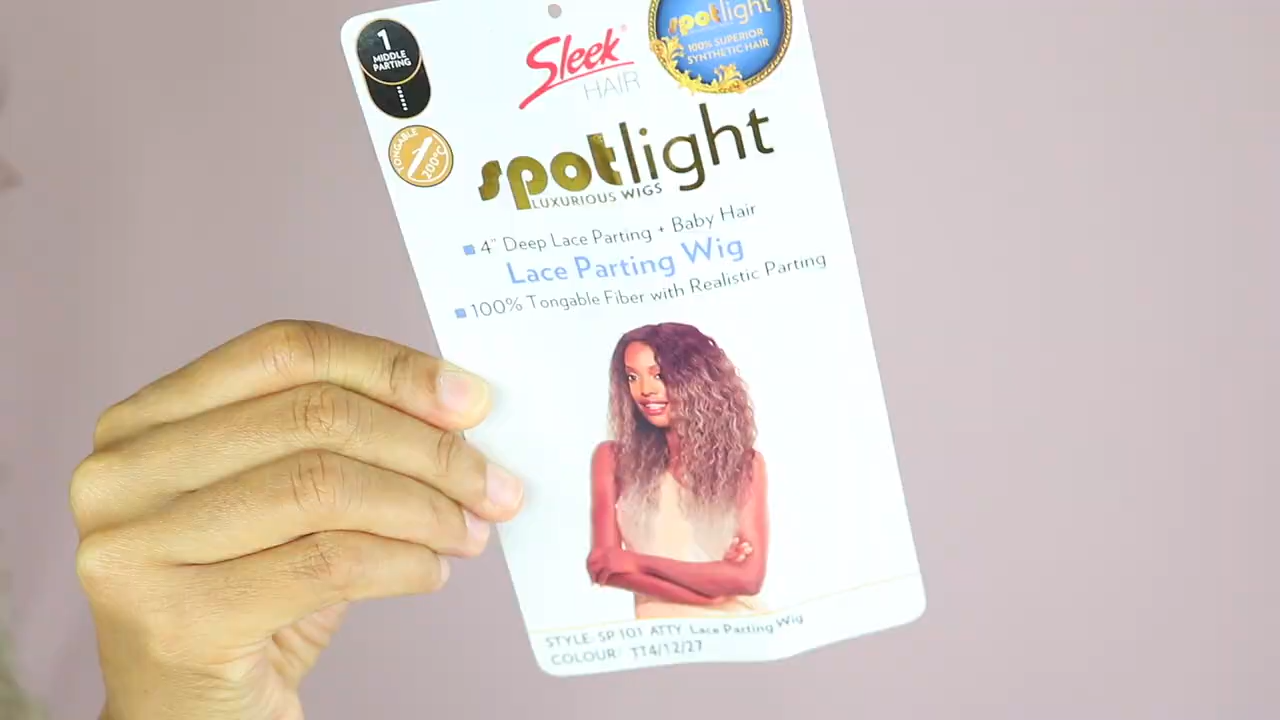 1
MIDDLE
PARTING
TONGABLE
200°C
Sleek
HAIR
spotlight
100% SUPERIOR
SYNTHETIC HAIR
spotlight
LUXURIOUS WIGS
4" Deep Lace Parting + Baby Hair
Lace Parting Wig
100% Tongable Fiber with Realistic Parting
STYLE: SP 101 ATTY Lace Parting Wig
COLOUR: TT4/12/27